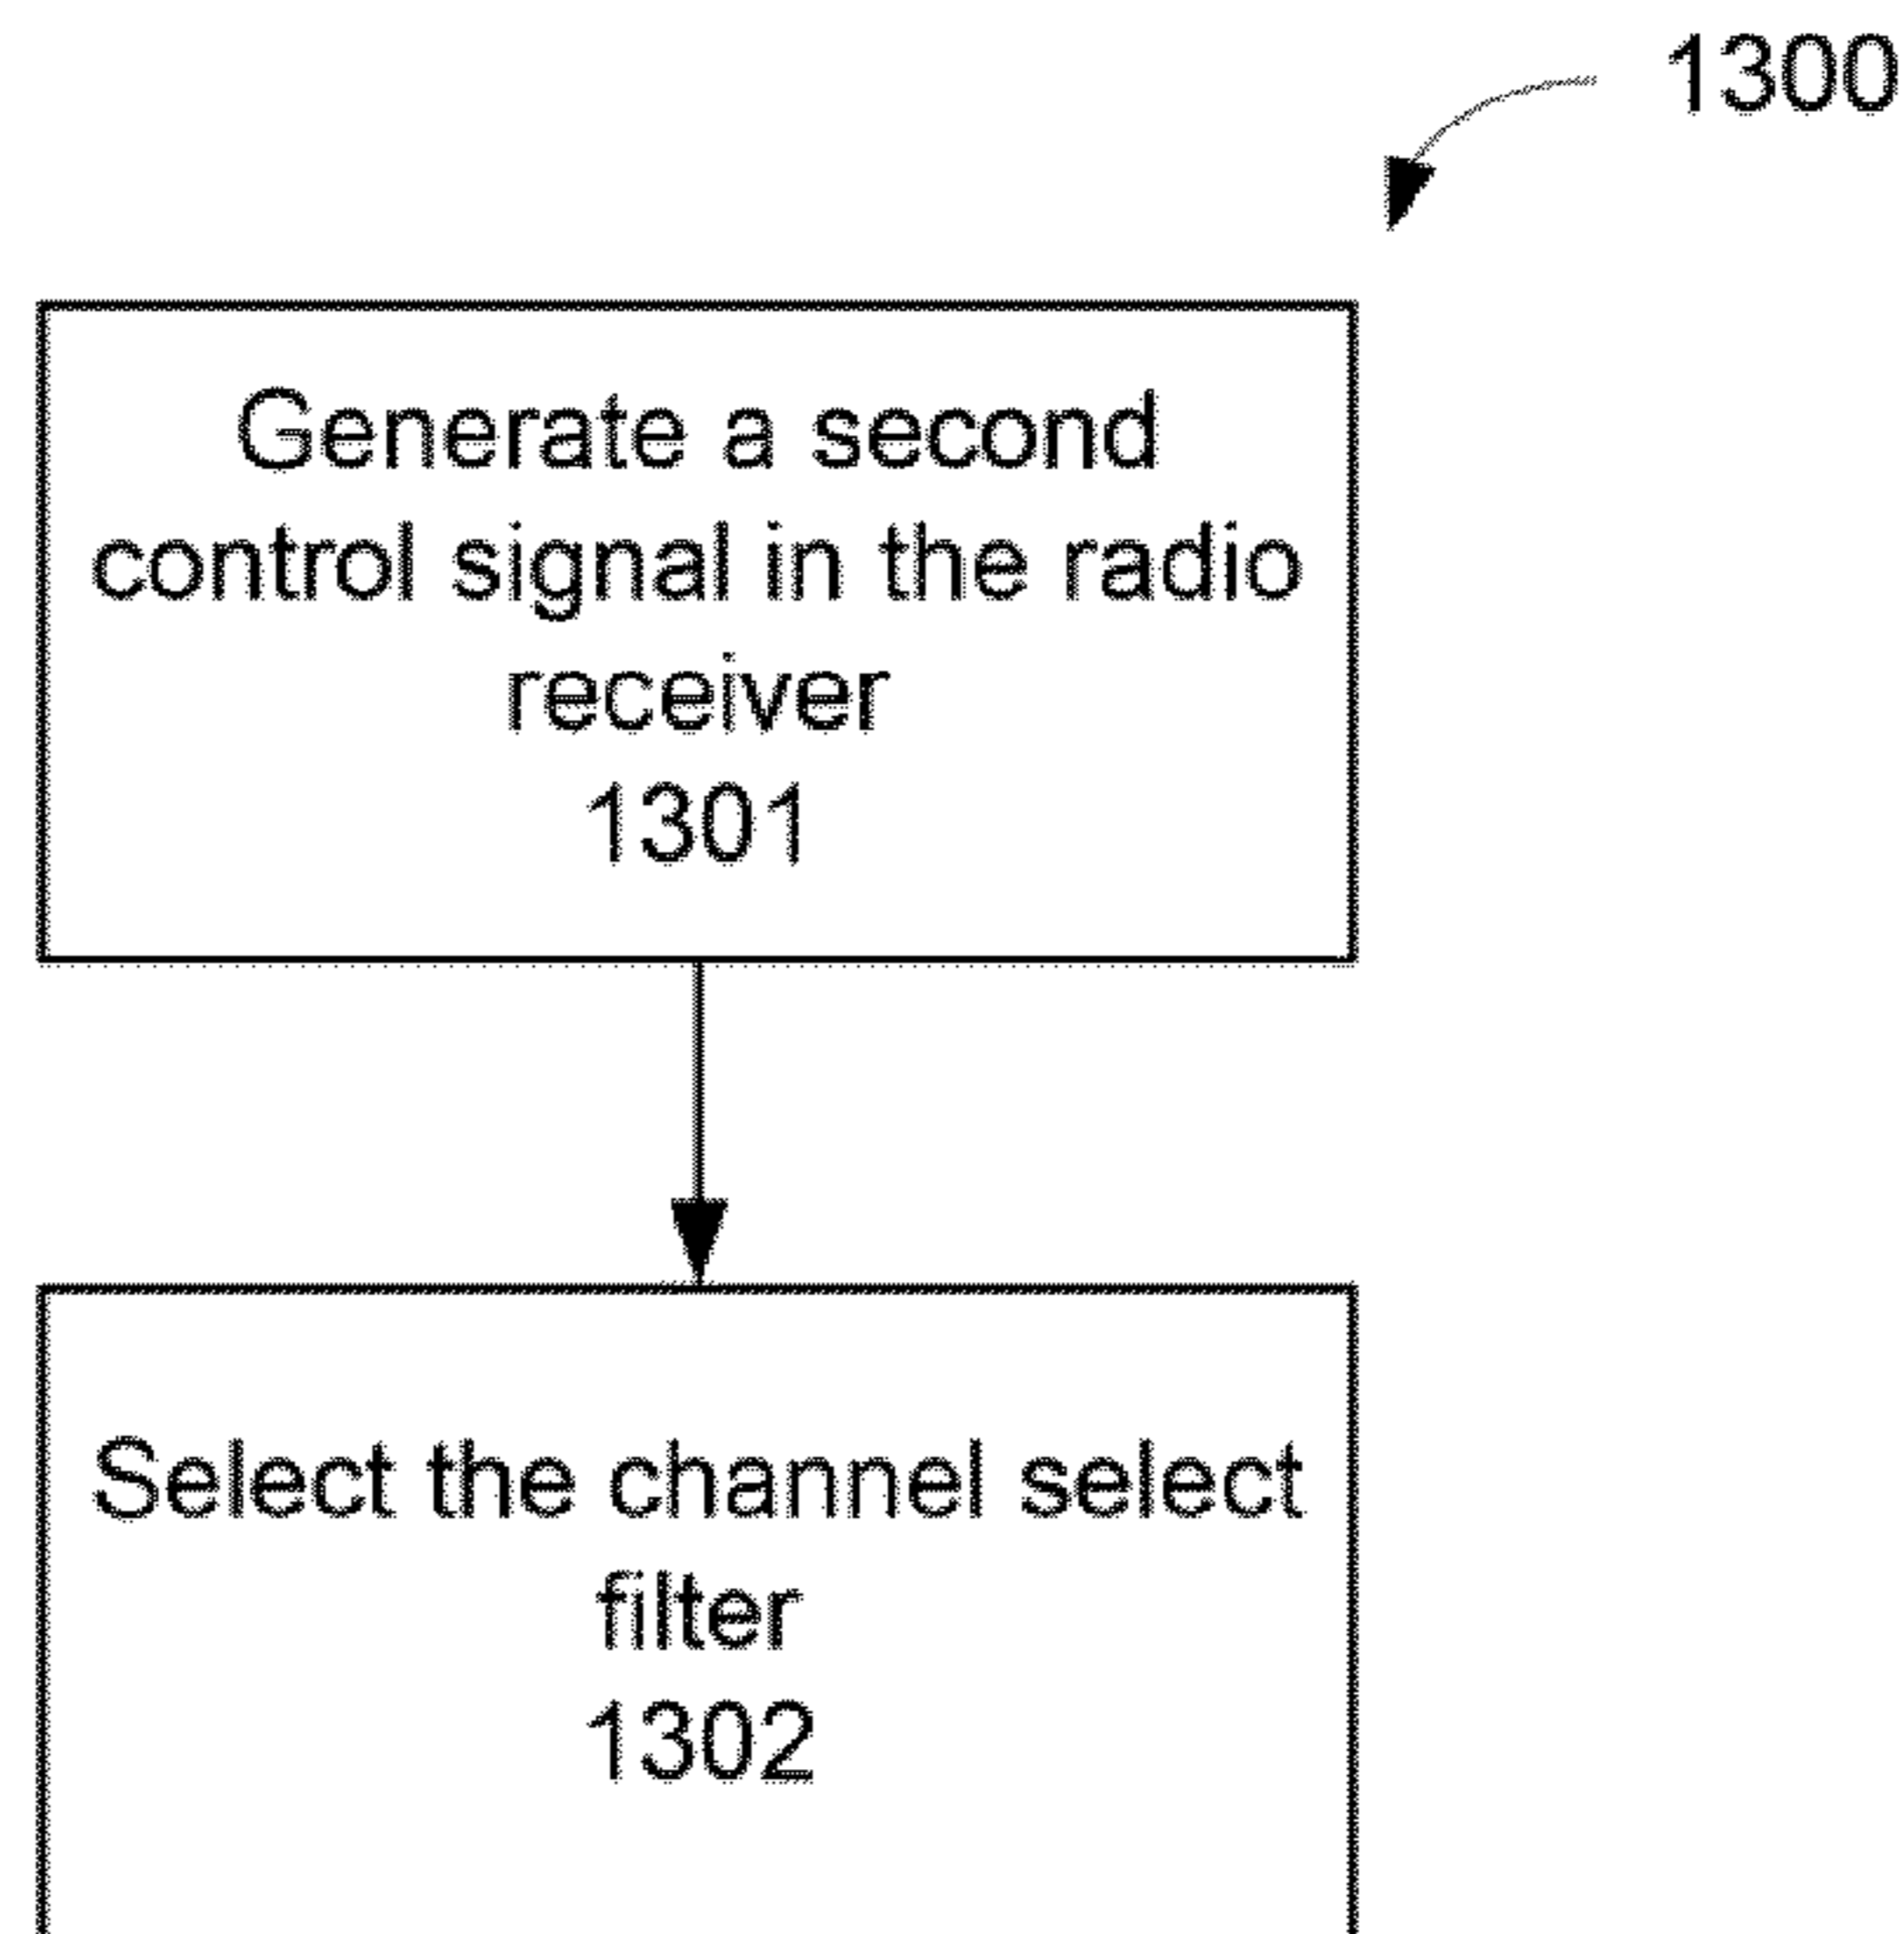 1300
Generate a second
control signal in the radio
receiver
1301
Select the channel select
filter
1302